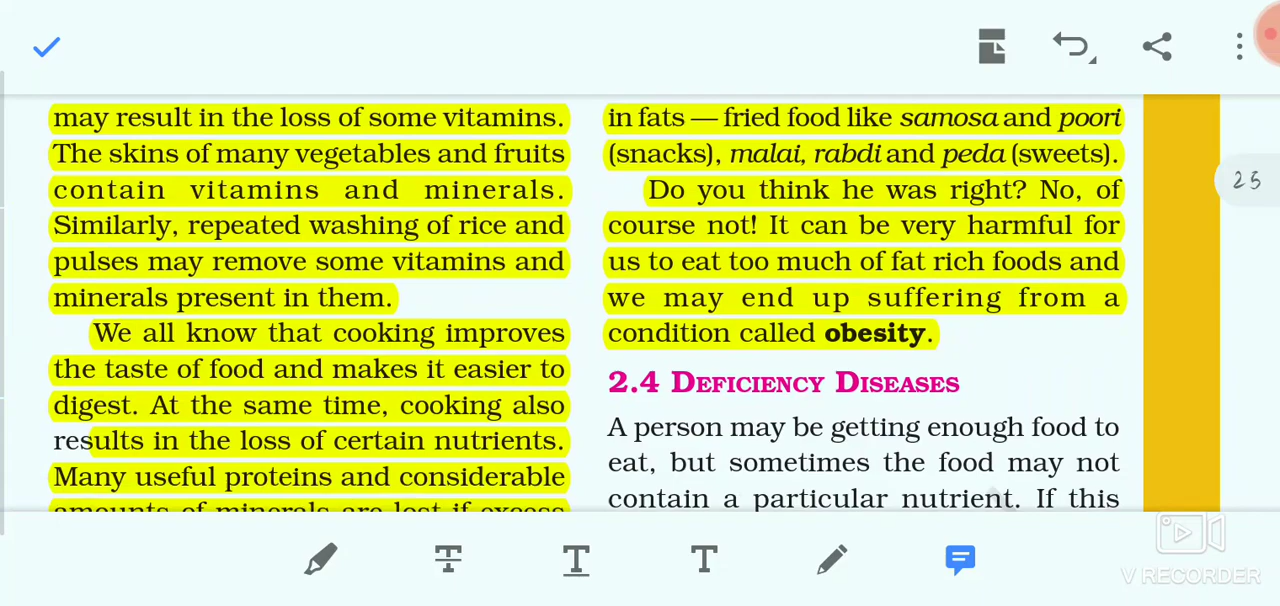 may result in the loss of some vitamins.
The skins of many vegetables and fruits
contain vitamins and minerals.
Similarly, repeated washing of rice and
pulses may remove some vitamins and
minerals present in them.
We all know that cooking improves
the taste of food and makes it easier to
digest. At the same time, cooking also
results in the loss of certain nutrients.
Many useful proteins and considerable
amounts of minerals are lost if excess
in fats — fried food like samosa and poori
(snacks), malai, rabdi and peda (sweets).
Do you think he was right? No, of
course not! It can be very harmful for
us to eat too much of fat rich foods and
we may end up suffering from a
condition called obesity.
2.4 DEFICIENCY DISEASES
A person may be getting enough food to
eat, but sometimes the food may not
contain a particular nutrient. If this
25
T
T
T
V RECORDER